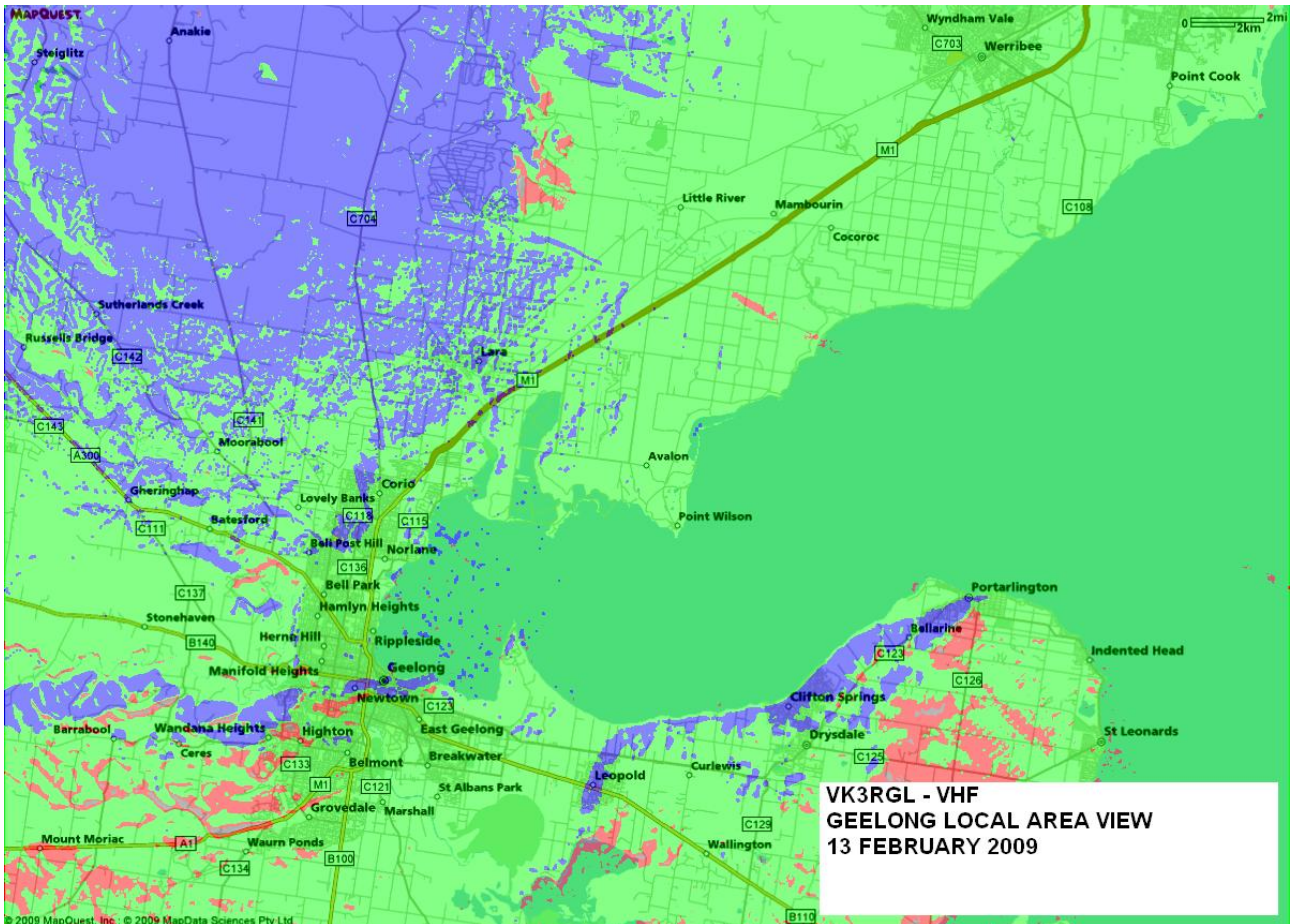 MAPQUEST
Anakie
Steiglitz
Wyndham Vale
C703
Werribee
0 2mi
2km
Point Cook
M1
C704
Little River
Mambourin
C108
Cocoroc
Sutherlands Creek
Russells Bridge
C142
Lara
M1
C141
C143
Moorabool
A300
Avalon
Gheringhap
Corio
Lovely Banks
C118
C115
Batesford
C111
Point Wilson
Bell Post Hill
Norlane
C136
C137
Bell Park
Portarlington
Hamlyn Heights
Stonehaven
Rippleside
Bellarine
B140
Herne Hill
C123
Indented Head
Manifold Heights
Geelong
C126
Newtown
C123
Clifton Springs
East Geelong
Barrabool
Wandana Heights
Highton
Drysdale
St Leonards
Ceres
Breakwater
C133
Belmont
C125
M1
C121
St Albans Park
Leopold
Curlewis
Grovedale
Marshall
VK3RGL - VHF
GEELONG LOCAL AREA VIEW
13 FEBRUARY 2009
C129
Mount Moriac
A1
Waurn Ponds
B100
Wallington
C134
B110
© 2009 MapQuest, Inc.; © 2009 MapData Sciences Pty Ltd